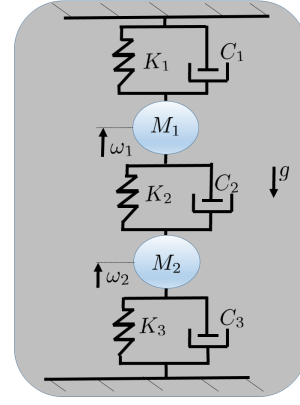 K₁ C₁
M₁
ω₁
K₂ C₂
g
M₂
ω₂
K₃ C₃